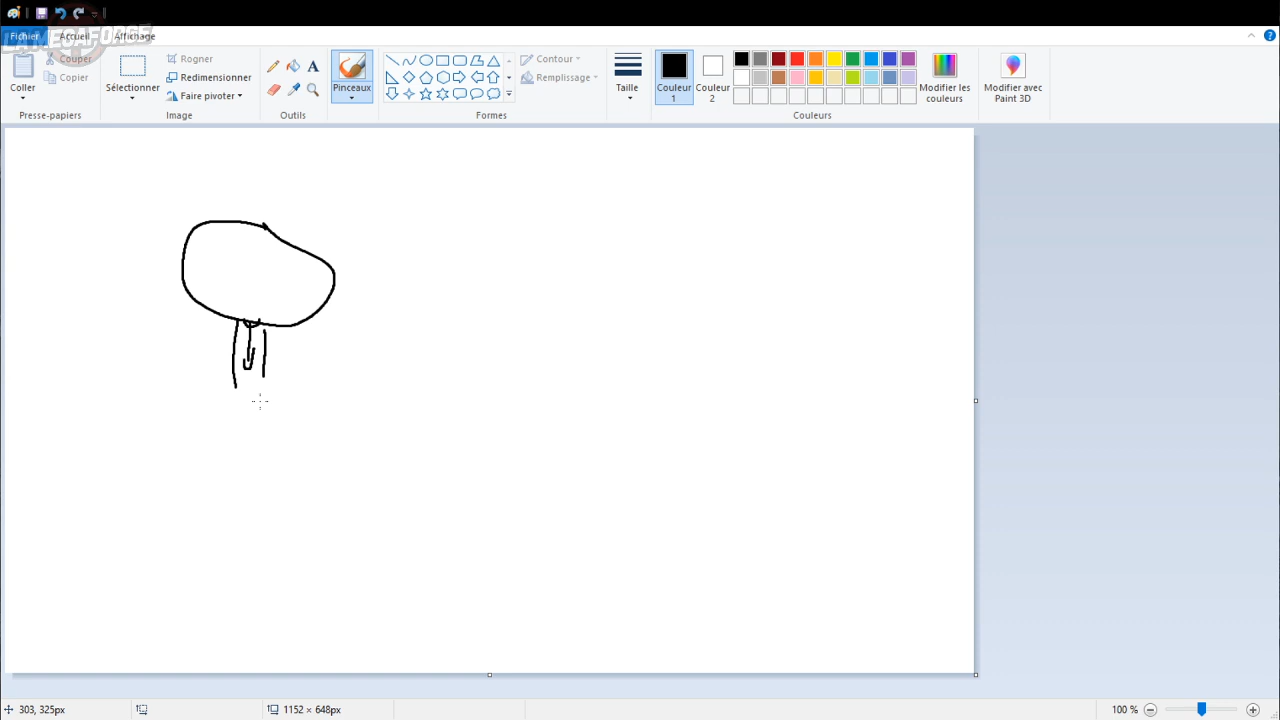 LAMEGAFORCE
Fichier Accueil Affichage
Coller
Couper
Copier
Presse-papiers
Sélectionner
Rogner
Redimensionner
Faire pivoter
Image
A
Outils
Pinceaux
Formes
Contour
Remplissage
Taille
Couleur
1
Couleur
2
Couleurs
Modifier les
couleurs
Modifier avec
Paint 3D
303, 325px
1152 × 648px
100 %